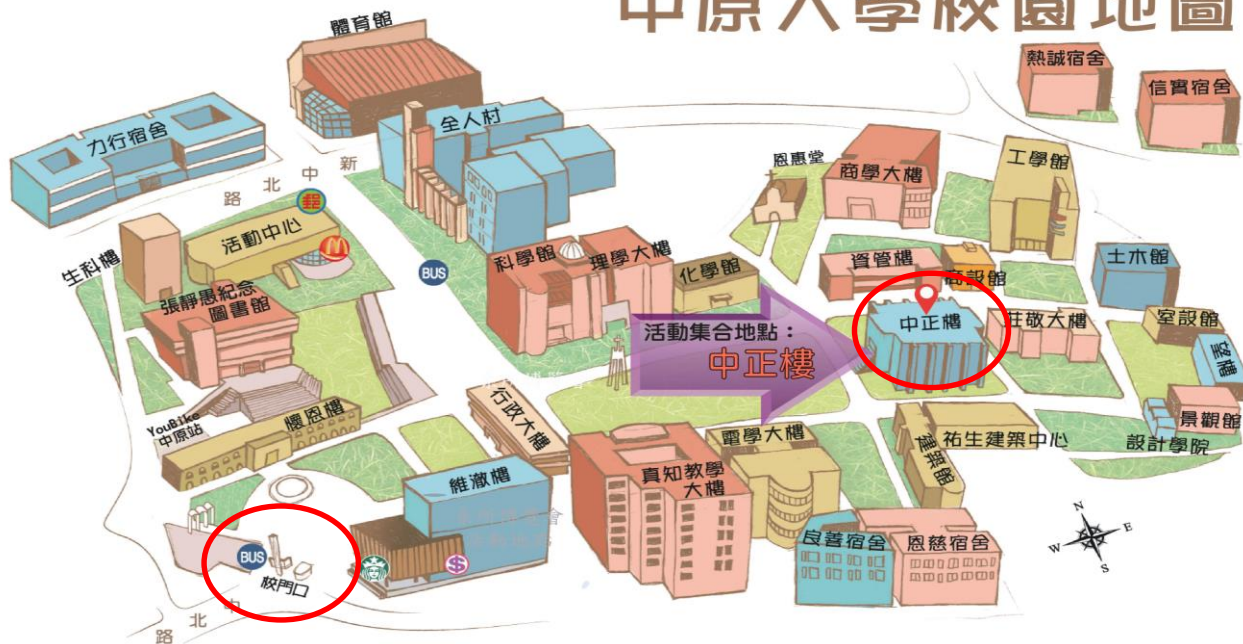 中原大學校園地圖
體育館
熱誠宿舍
信實宿舍
力行宿舍
全人村
新中北路
恩惠堂
商學大樓
工學館
郵
活動中心
生科樓
BUS
科學館
理學大樓
化學館
資管樓
商設館
土木館
張靜愚紀念
圖書館
活動集合地點：
中正樓
中正樓
莊敬大樓
室設館
望樓
景觀館
設計學院
YouBike
中原站
懷恩樓
行政大樓
維澈樓
真知教學
大樓
電學大樓
建築館
祐生建築中心
良善宿舍
恩慈宿舍
N
W
E
S
BUS
校門口
$
中北路